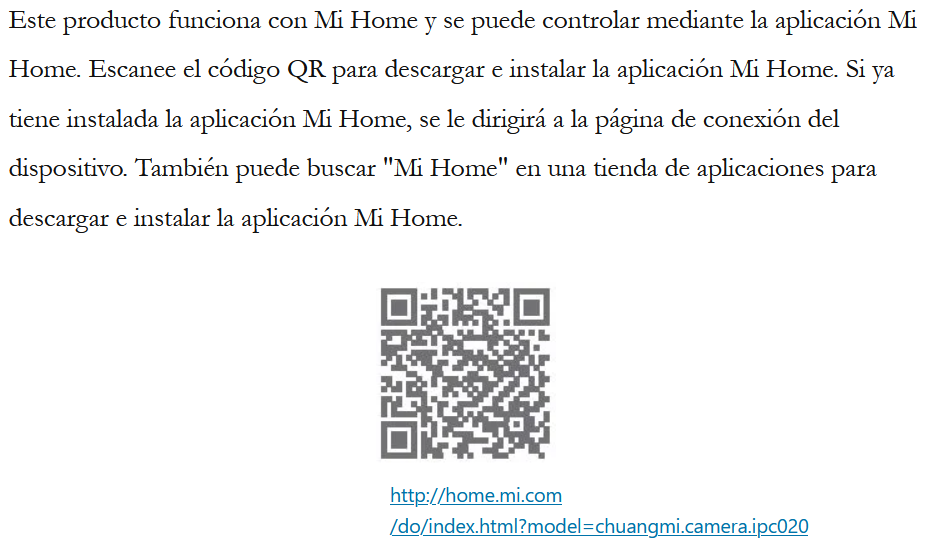 Este producto funciona con Mi Home y se puede controlar mediante la aplicación Mi
Home. Escanee el código QR para descargar e instalar la aplicación Mi Home. Si ya
tiene instalada la aplicación Mi Home, se le dirigirá a la página de conexión del
dispositivo. También puede buscar "Mi Home" en una tienda de aplicaciones para
descargar e instalar la aplicación Mi Home.
http://home.mi.com
/do/index.html?model=chuangmi.camera.ipc020